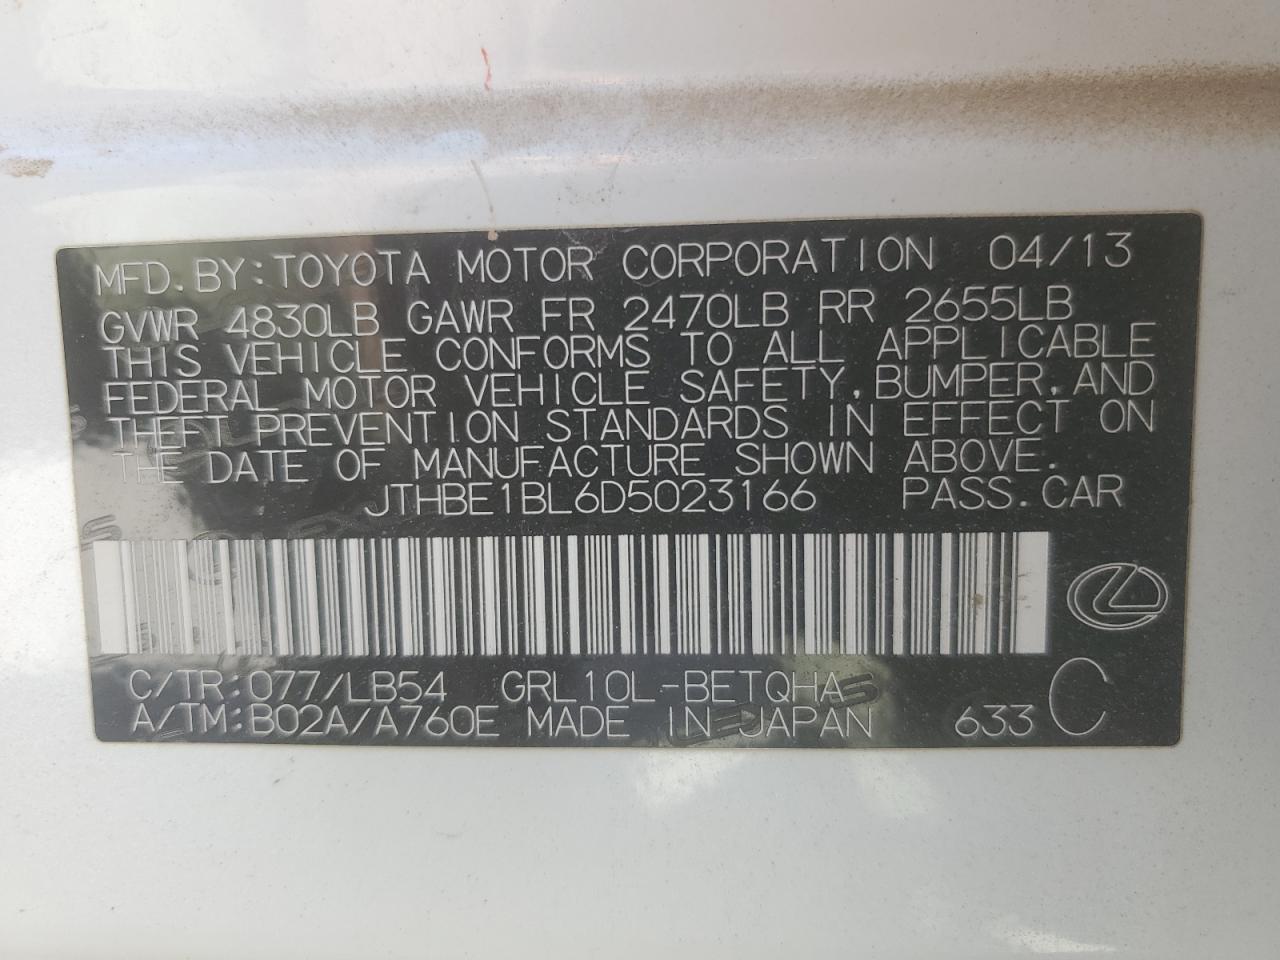 MFD.BY:TOYOTA MOTOR CORPORATION 04/13
GVWR 4830LB GAWR FR 2470LB RR 2655LB
THIS VEHICLE CONFORMS TO ALL APPLICABLE
FEDERAL MOTOR VEHICLE SAFETY,BUMPER,AND
THEFT PREVENTION STANDARDS IN EFFECT ON
THE DATE OF MANUFACTURE SHOWN ABOVE.
JTHBE1BL6D5023166 PASS.CAR
C/TR:077/LB54 GRL10L-BETQHA
A/TM:B02A/A760E MADE IN JAPAN 633 C